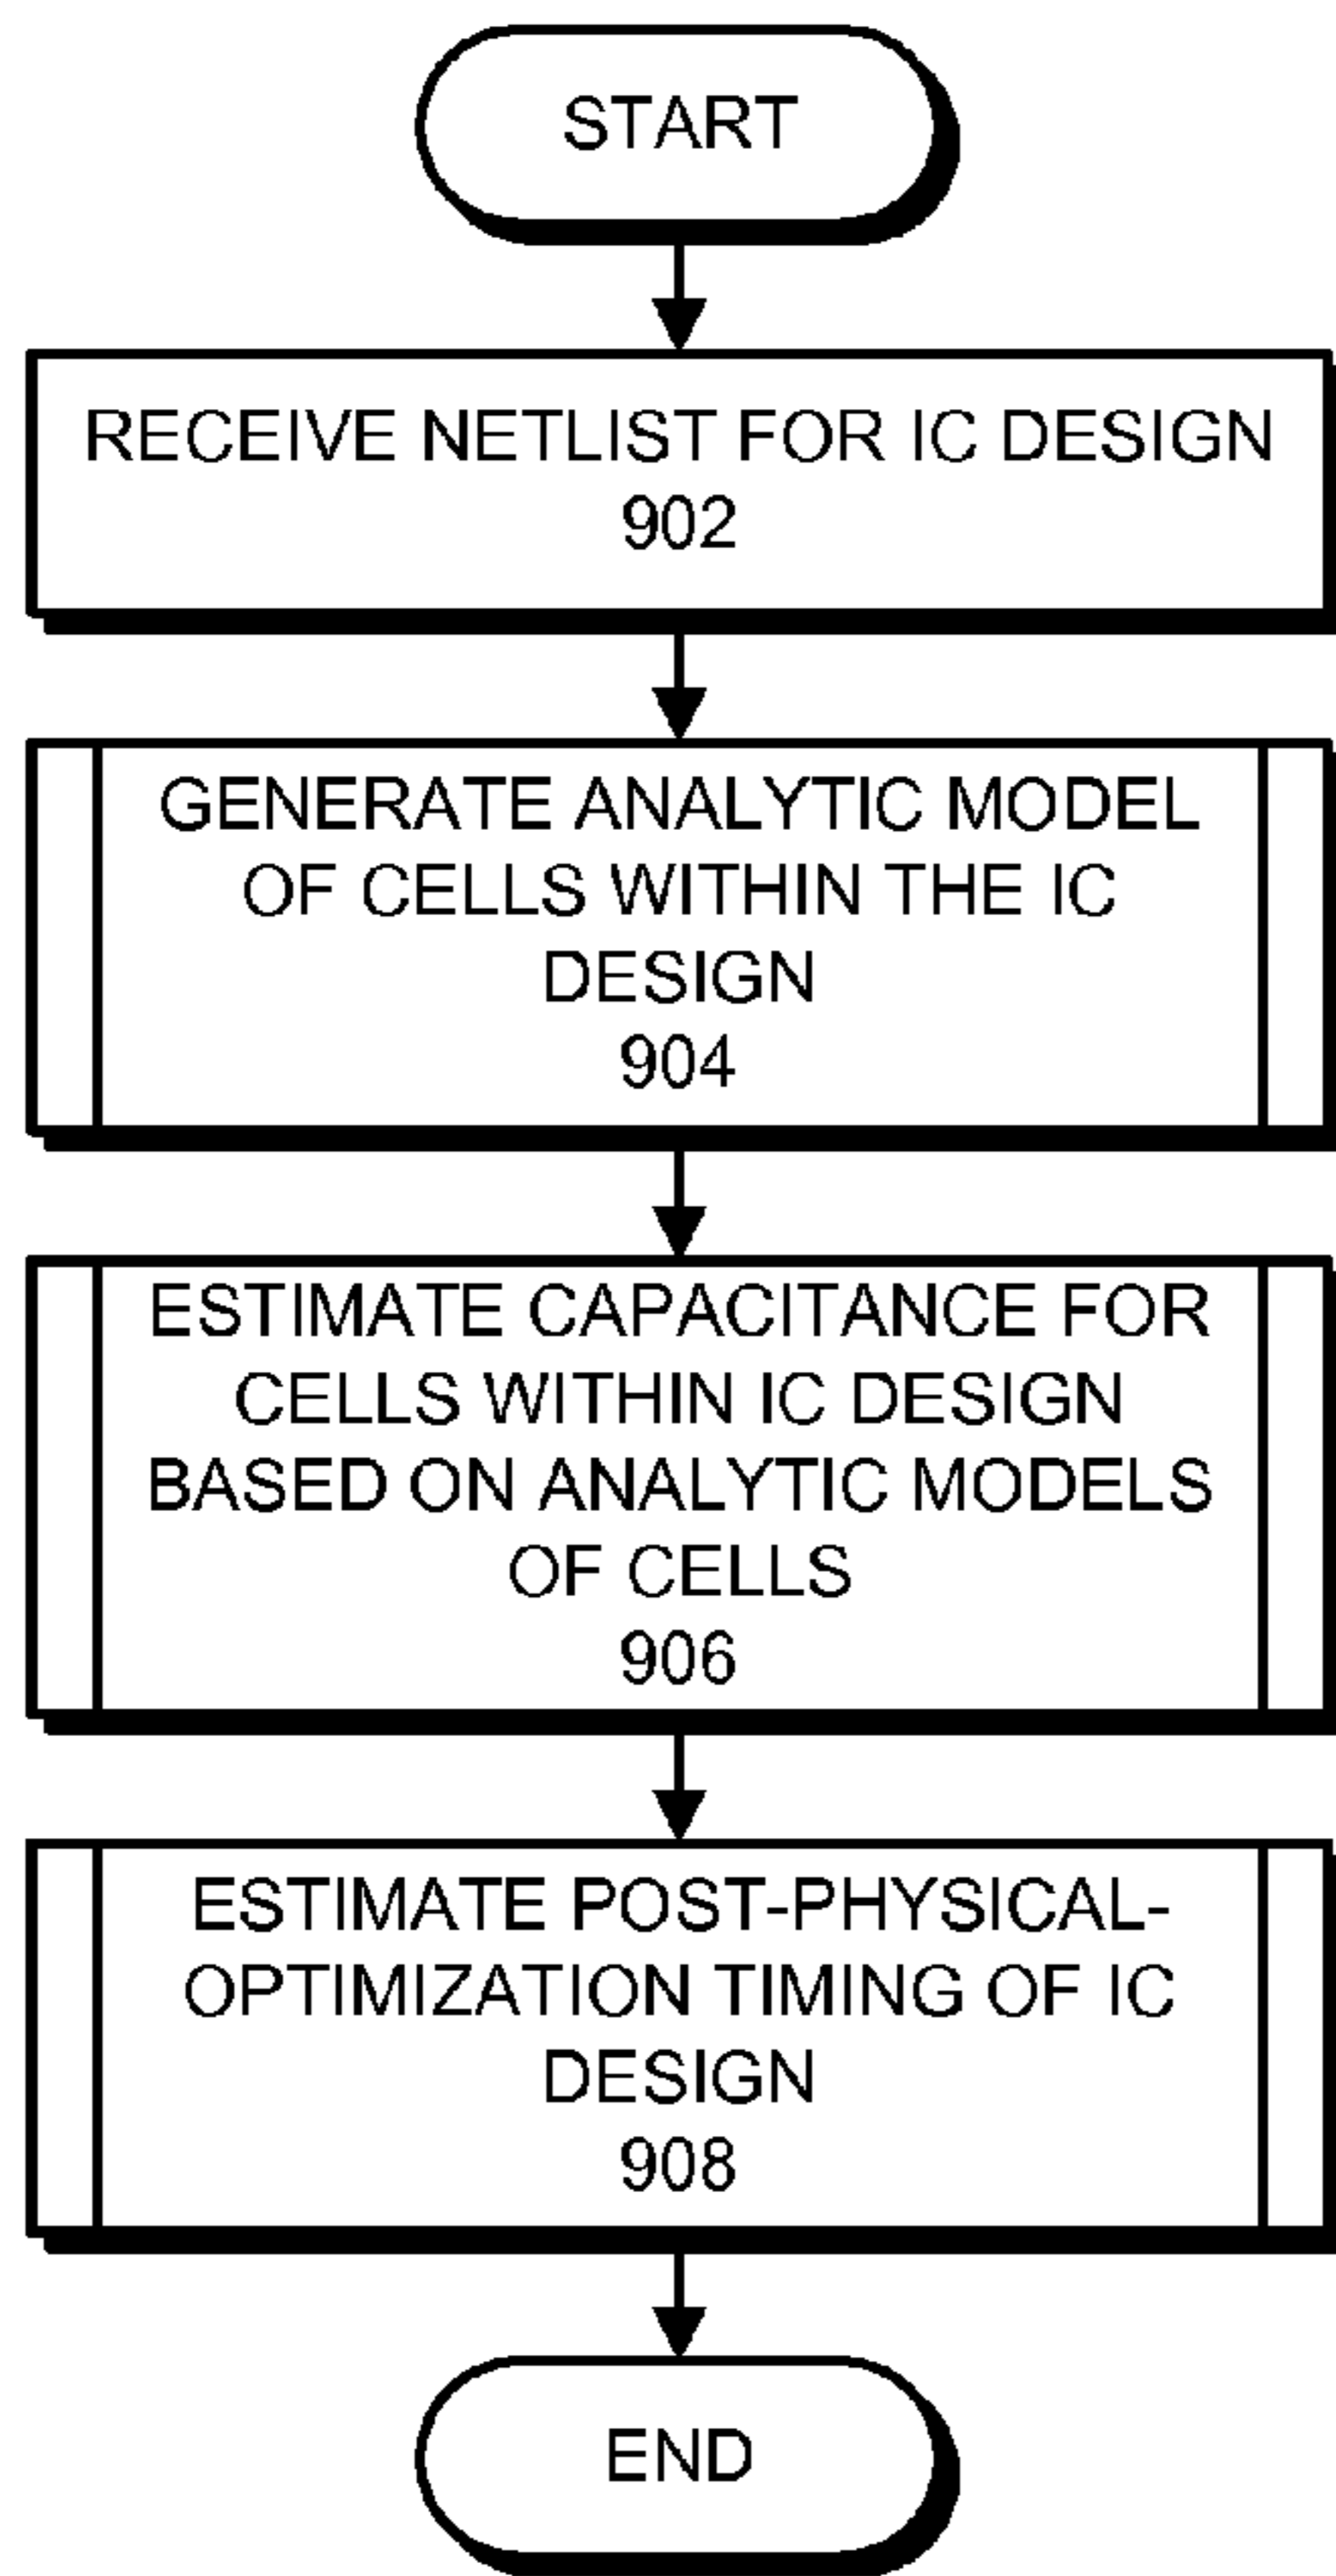 START
RECEIVE NETLIST FOR IC DESIGN
902
GENERATE ANALYTIC MODEL
OF CELLS WITHIN THE IC
DESIGN
904
ESTIMATE CAPACITANCE FOR
CELLS WITHIN IC DESIGN
BASED ON ANALYTIC MODELS
OF CELLS
906
ESTIMATE POST-PHYSICAL-
OPTIMIZATION TIMING OF IC
DESIGN
908
END